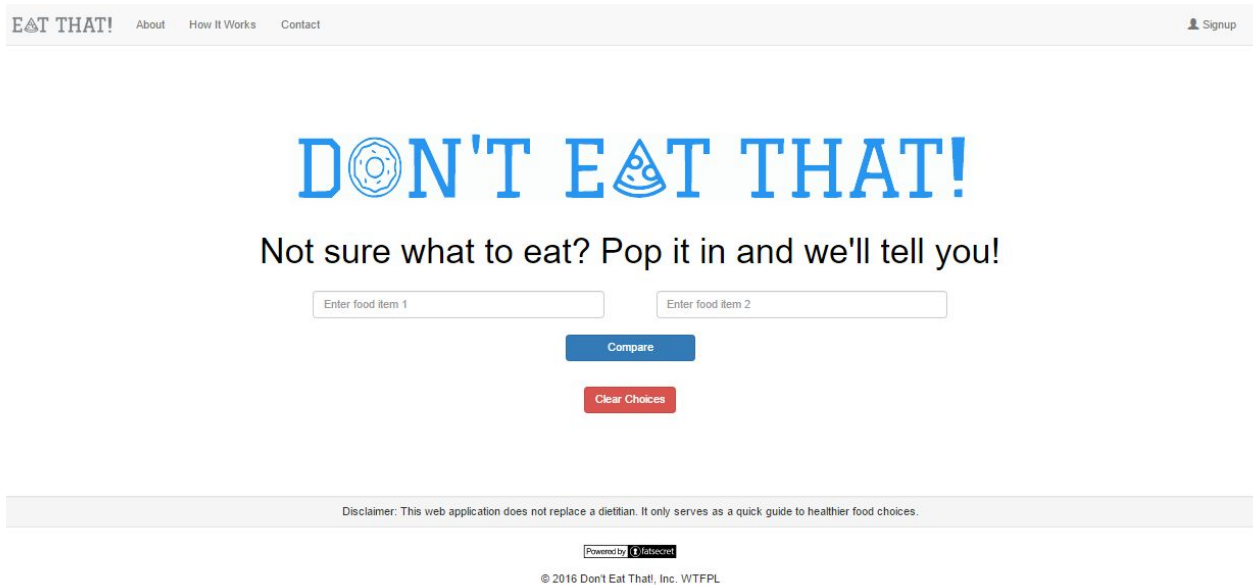 EAT THAT! About How It Works Contact Signup
DON'T EAT THAT!
Not sure what to eat? Pop it in and we'll tell you!
Enter food item 1 Enter food item 2
Compare
Clear Choices
Disclaimer: This web application does not replace a dietitian. It only serves as a quick guide to healthier food choices.
Powered by fatsecret
© 2016 Don't Eat That!, Inc. WTFPL